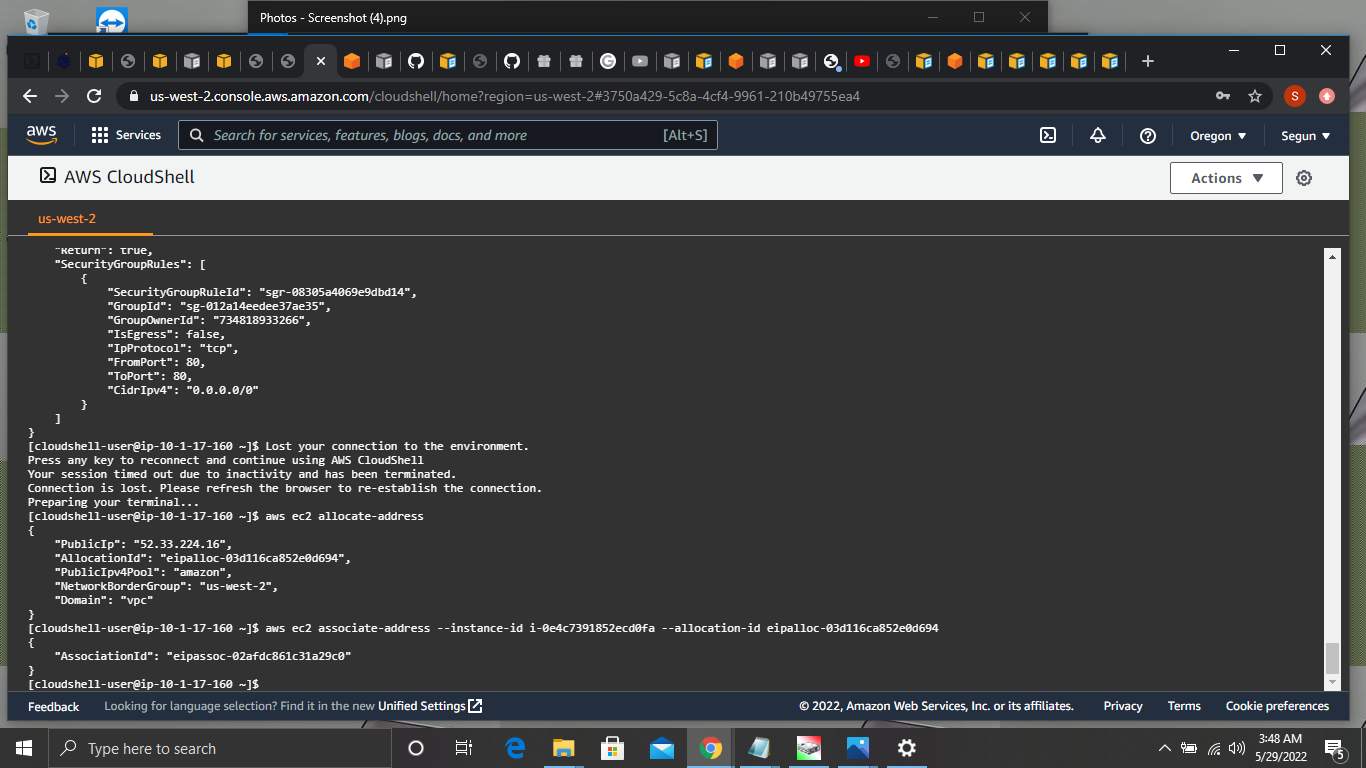 Photos - Screenshot (4).png
us-west-2.console.aws.amazon.com/cloudshell/home?region=us-west-2#3750a429-5c8a-4cf4-9961-210b49755ea4
S
aws
Services
Search for services, features, blogs, docs, and more
[Alt+S]
Oregon
Segun
AWS CloudShell
Actions
us-west-2
"Return": true,
"SecurityGroupRules": [
{
"SecurityGroupRuleId": "sgr-08305a4069e9dbd14",
"GroupId": "sg-012a14eedee37ae35",
"GroupOwnerId": "734818933266",
"IsEgress": false,
"IpProtocol": "tcp",
"FromPort": 80,
"ToPort": 80,
"CidrIpv4": "0.0.0.0/0"
}
]
}
[cloudshell-user@ip-10-1-17-160 ~]$ Lost your connection to the environment.
Press any key to reconnect and continue using AWS CloudShell
Your session timed out due to inactivity and has been terminated.
Connection is lost. Please refresh the browser to re-establish the connection.
Preparing your terminal...
[cloudshell-user@ip-10-1-17-160 ~]$ aws ec2 allocate-address
{
"PublicIp": "52.33.224.16",
"AllocationId": "eipalloc-03d116ca852e0d694",
"PublicIpv4Pool": "amazon",
"NetworkBorderGroup": "us-west-2",
"Domain": "vpc"
}
[cloudshell-user@ip-10-1-17-160 ~]$ aws ec2 associate-address --instance-id i-0e4c7391852ecd0fa --allocation-id eipalloc-03d116ca852e0d694
{
"AssociationId": "eipassoc-02afdc861c31a29c0"
}
[cloudshell-user@ip-10-1-17-160 ~]$
Feedback
Looking for language selection? Find it in the new Unified Settings
© 2022, Amazon Web Services, Inc. or its affiliates.
Privacy
Terms
Cookie preferences
Type here to search
3:48 AM
5/29/2022
5